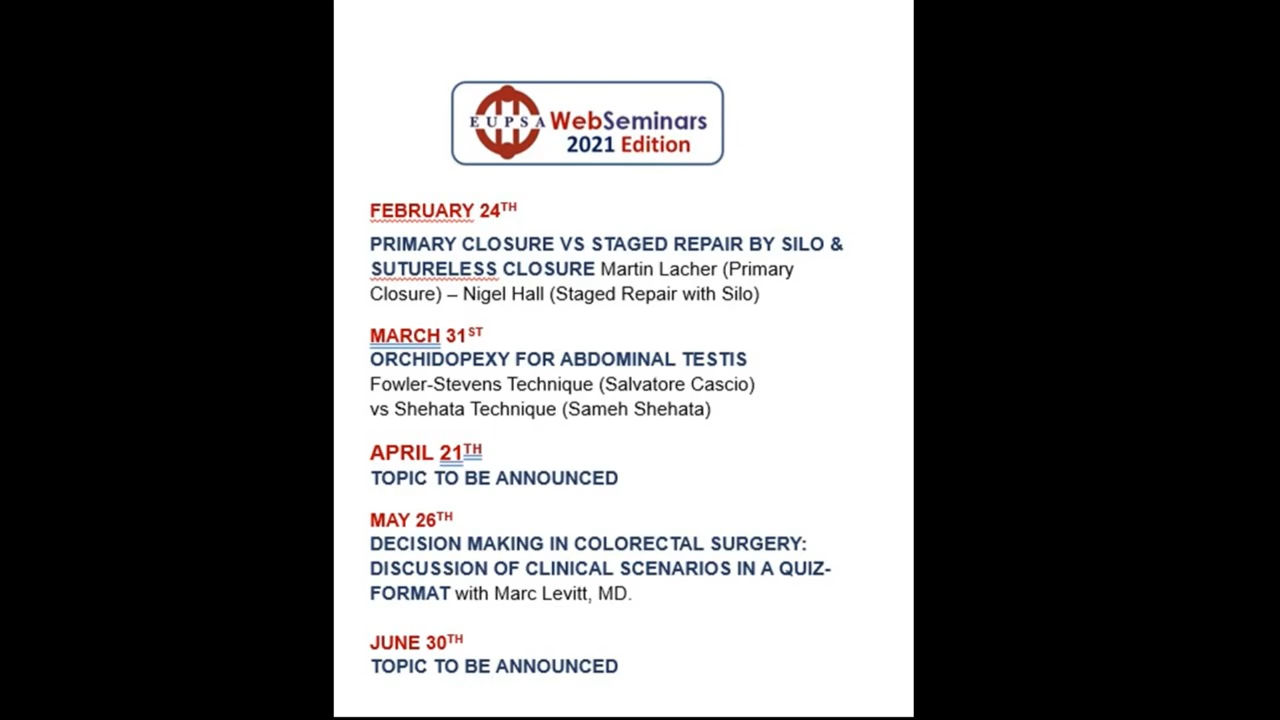 EUPSA WebSeminars
2021 Edition
FEBRUARY 24TH
PRIMARY CLOSURE VS STAGED REPAIR BY SILO &
SUTURELESS CLOSURE Martin Lacher (Primary
Closure) – Nigel Hall (Staged Repair with Silo)
MARCH 31ST
ORCHIDOPEXY FOR ABDOMINAL TESTIS
Fowler-Stevens Technique (Salvatore Cascio)
vs Shehata Technique (Sameh Shehata)
APRIL 21TH
TOPIC TO BE ANNOUNCED
MAY 26TH
DECISION MAKING IN COLORECTAL SURGERY:
DISCUSSION OF CLINICAL SCENARIOS IN A QUIZ-
FORMAT with Marc Levitt, MD.
JUNE 30TH
TOPIC TO BE ANNOUNCED